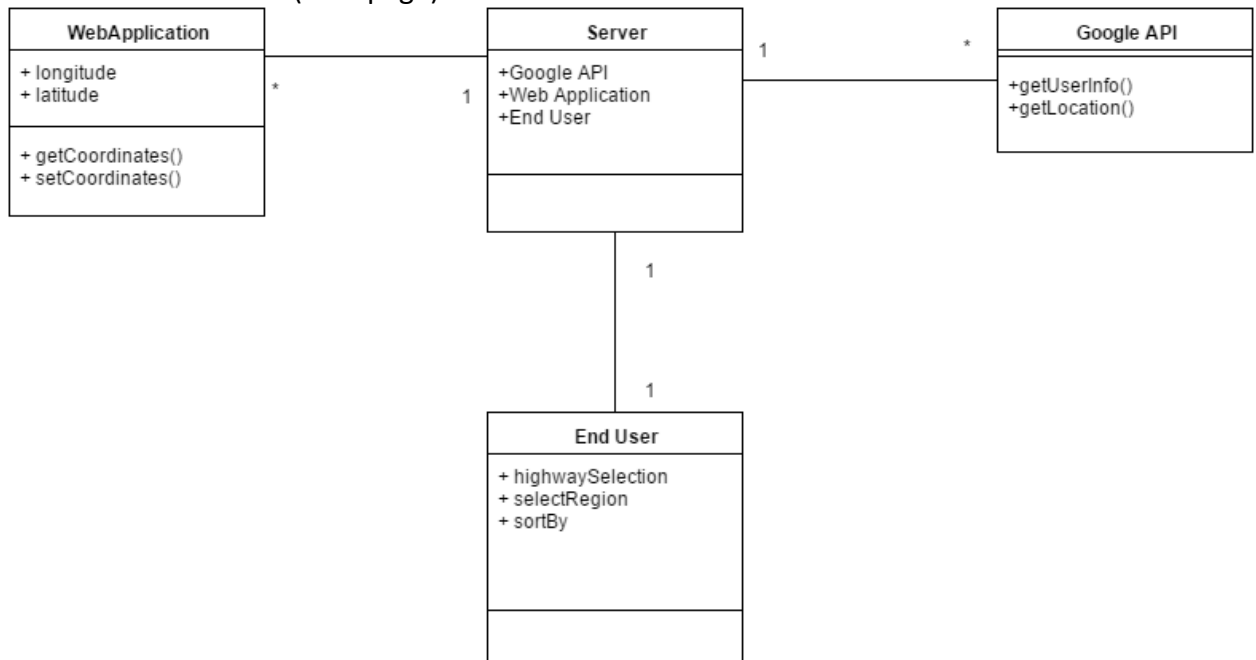 WebApplication
+ longitude
+ latitude
+ getCoordinates()
+ setCoordinates()
*
1
Server
+Google API
+Web Application
+End User
1
*
Google API
+getUserInfo()
+getLocation()
1
1
End User
+ highwaySelection
+ selectRegion
+ sortBy